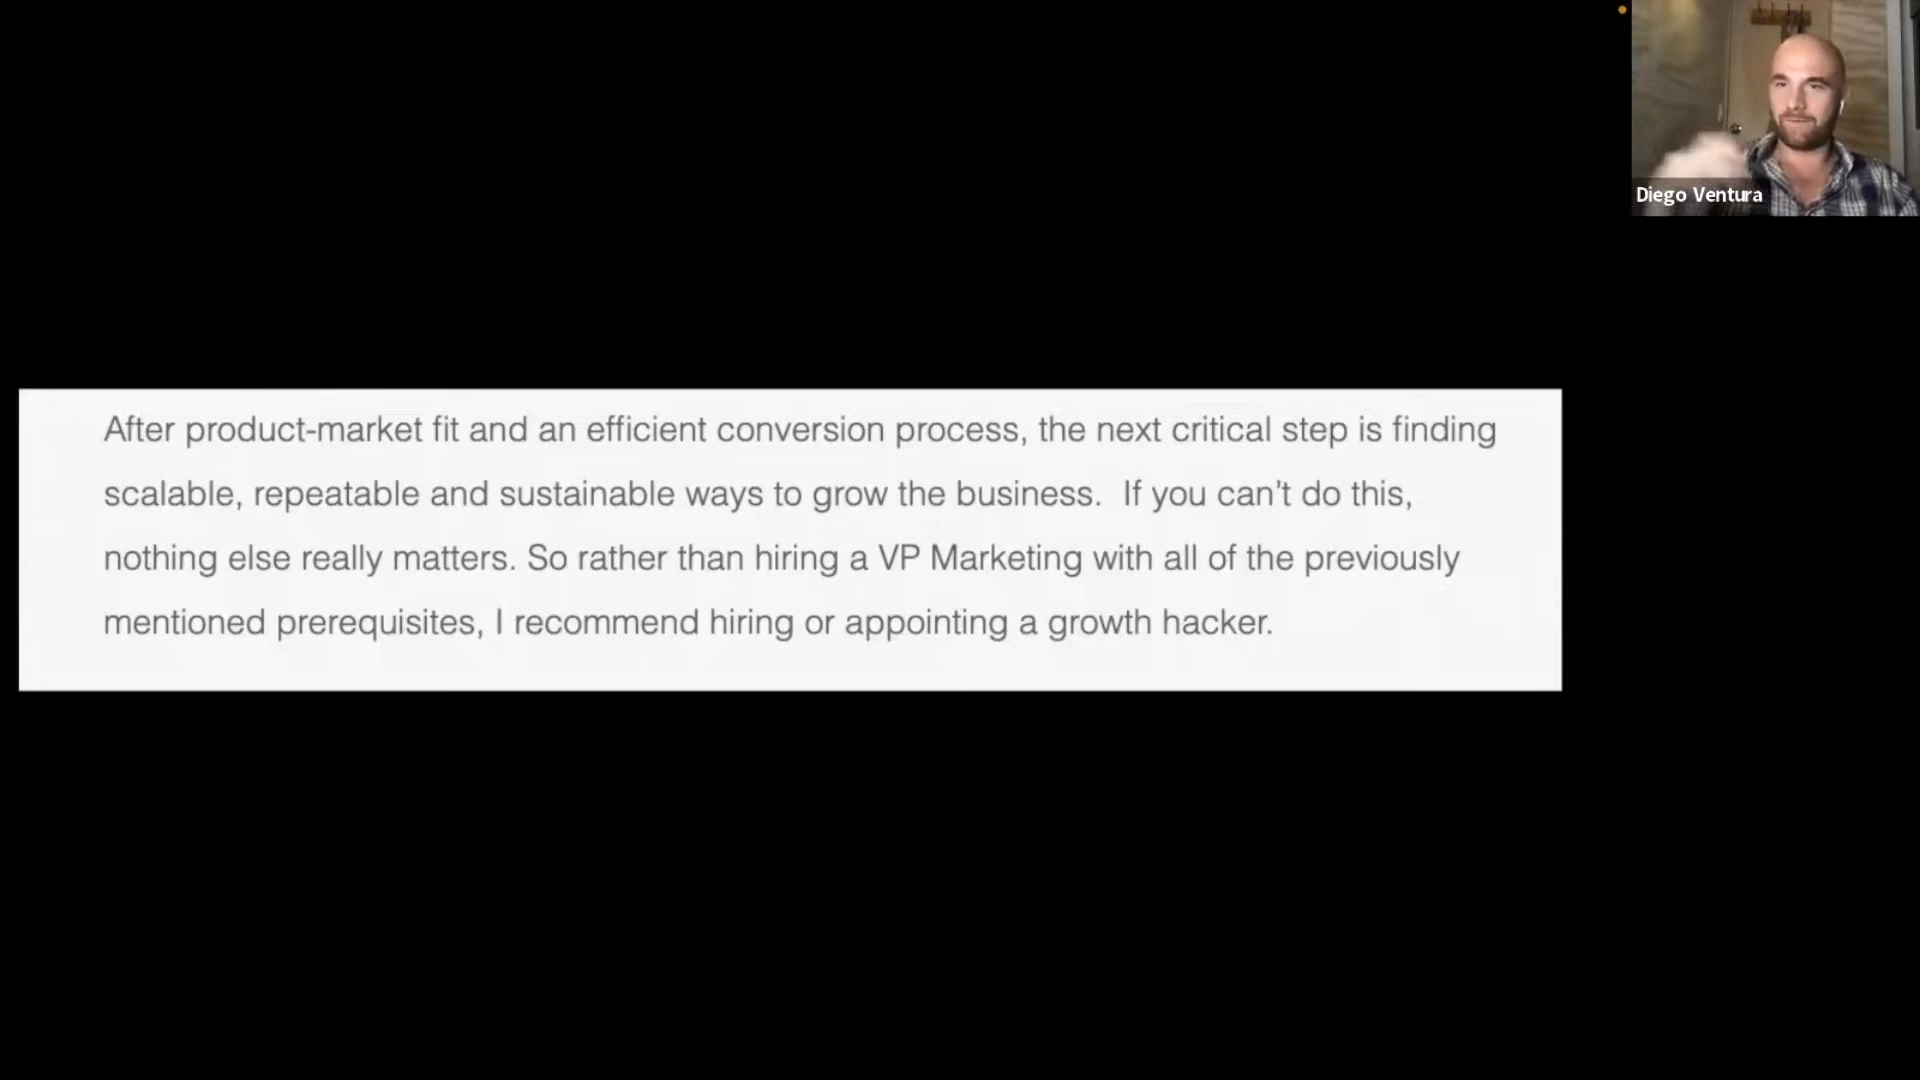 Diego Ventura
After product-market fit and an efficient conversion process, the next critical step is finding
scalable, repeatable and sustainable ways to grow the business.  If you can’t do this,
nothing else really matters. So rather than hiring a VP Marketing with all of the previously
mentioned prerequisites, I recommend hiring or appointing a growth hacker.